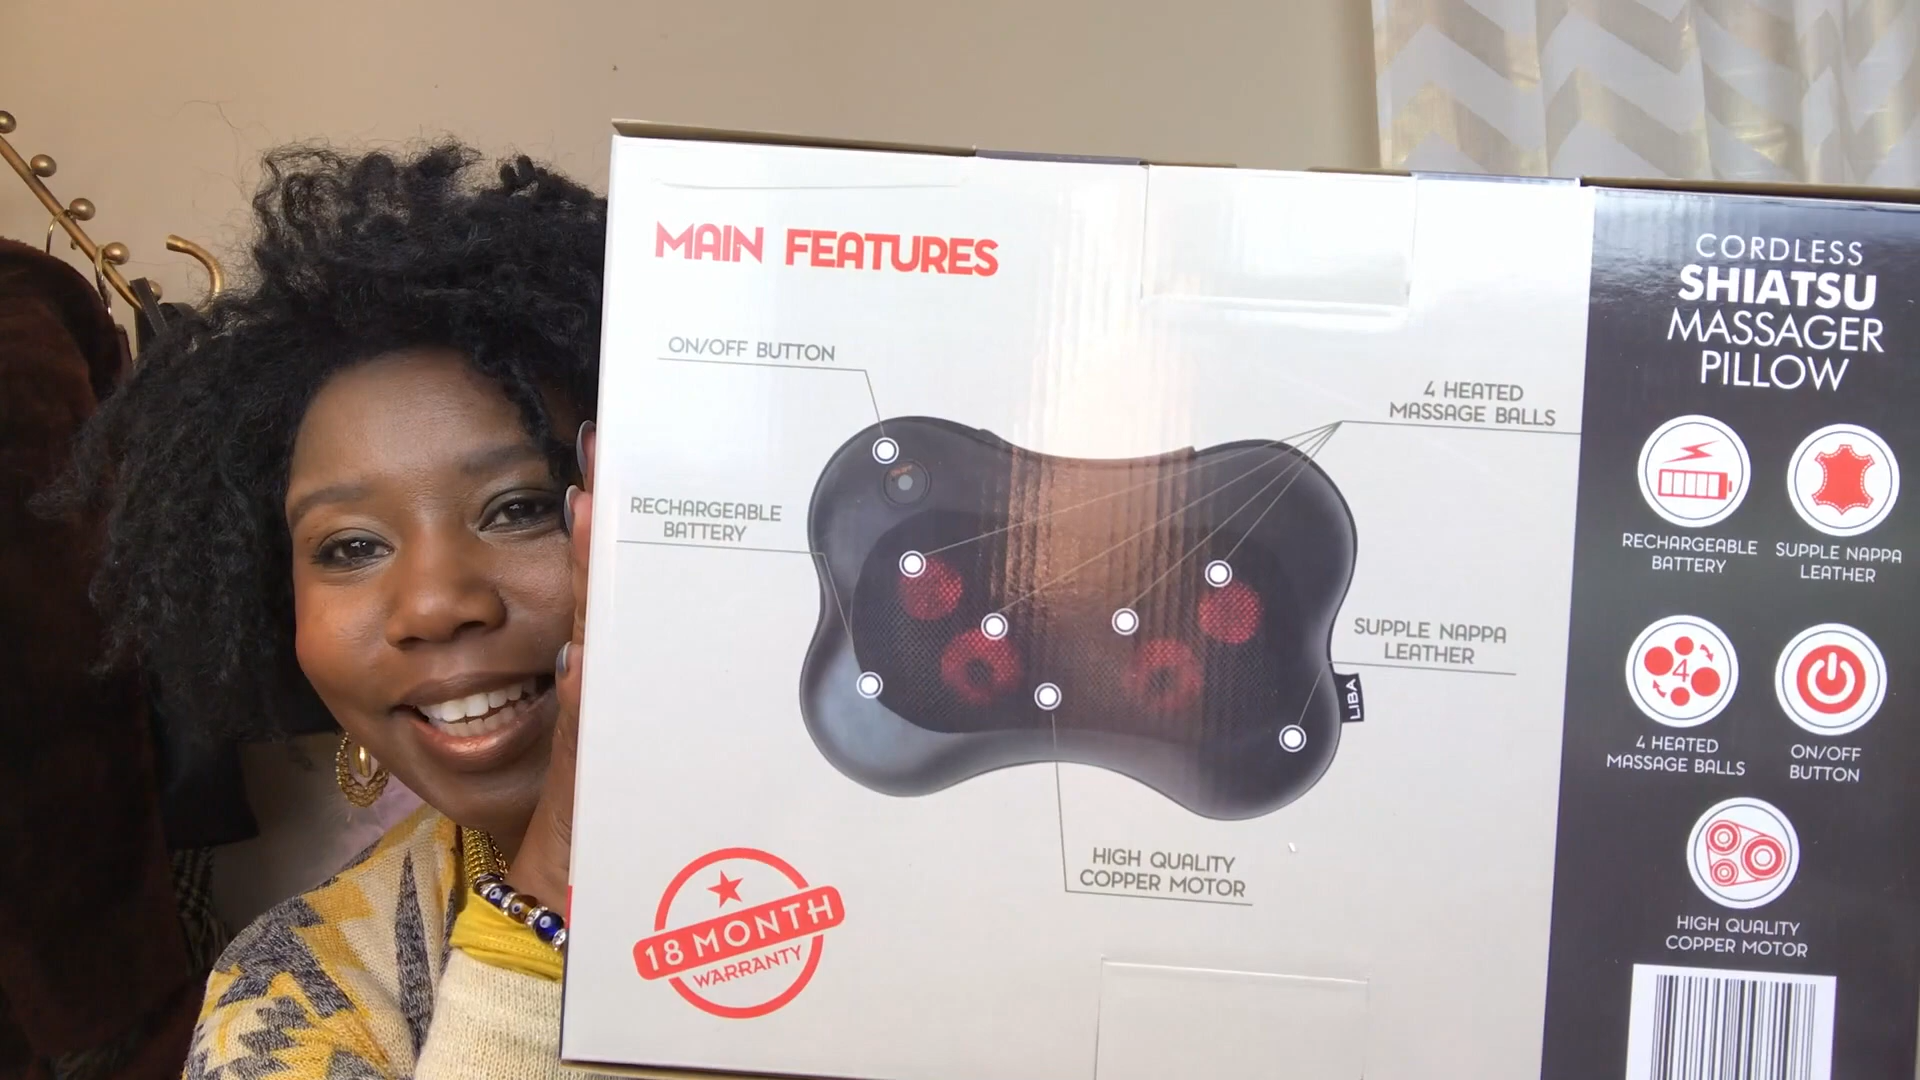 MAIN FEATURES
ON/OFF BUTTON
4 HEATED
MASSAGE BALLS
RECHARGEABLE
BATTERY
SUPPLE NAPPA
LEATHER
LIBA
HIGH QUALITY
COPPER MOTOR
18 MONTH
WARRANTY
CORDLESS
SHIATSU
MASSAGER
PILLOW
RECHARGEABLE
BATTERY
SUPPLE NAPPA
LEATHER
4
4 HEATED
MASSAGE BALLS
ON/OFF
BUTTON
HIGH QUALITY
COPPER MOTOR